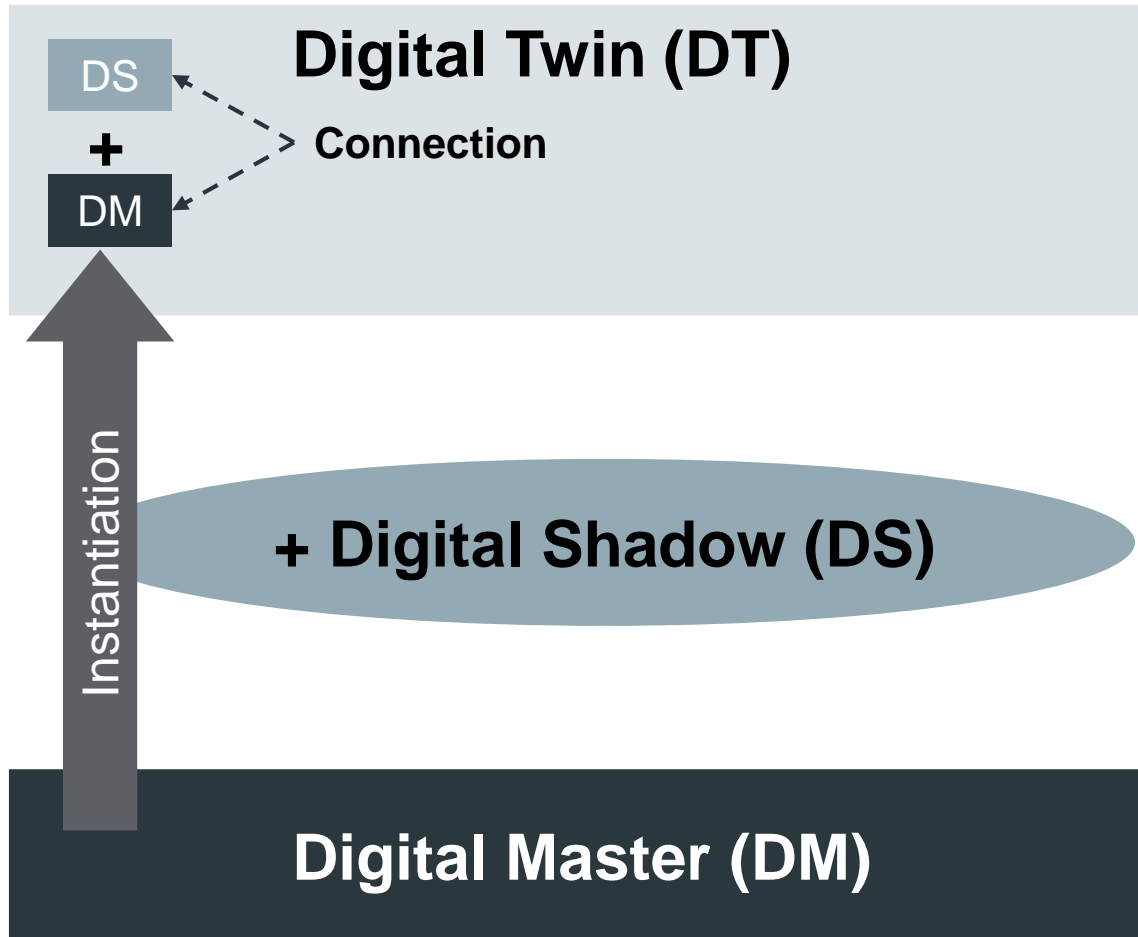 Digital Twin (DT)
DS
+
Connection
DM
Instantiation
+ Digital Shadow (DS)
Digital Master (DM)